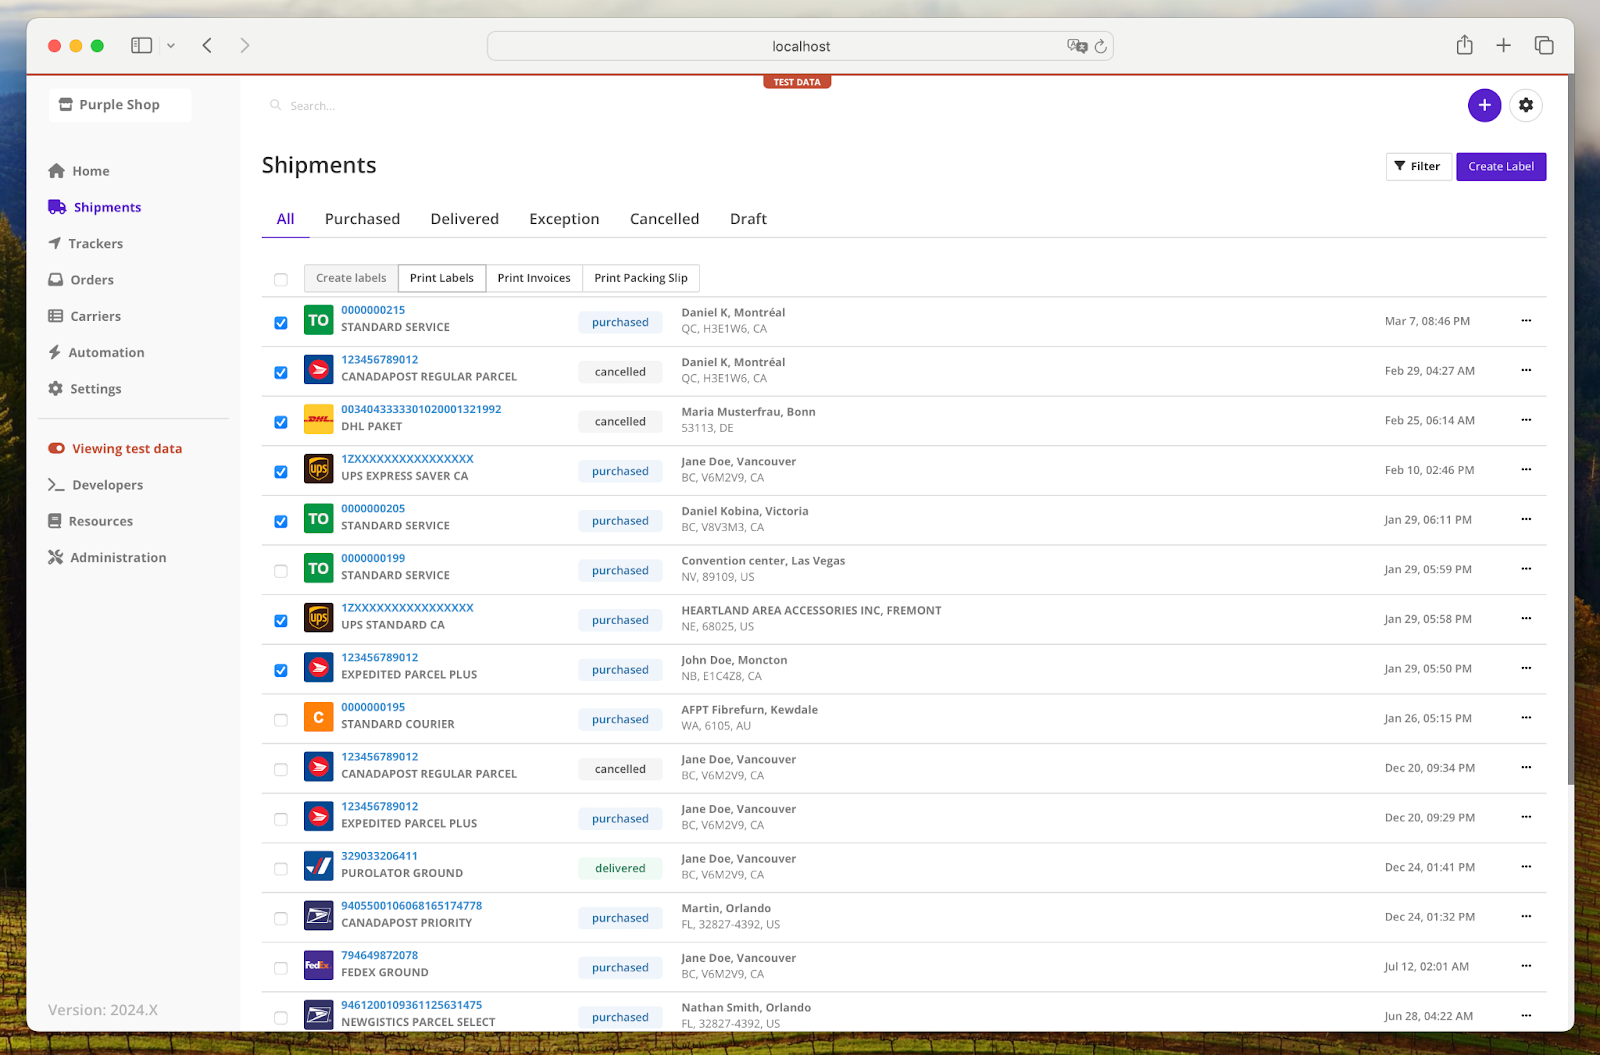 localhost
TEST DATA
Purple Shop
Search...
Home
Shipments
Trackers
Orders
Carriers
Automation
Settings
Viewing test data
Developers
Resources
Administration
Version: 2024.X
Shipments
Filter
Create Label
All Purchased Delivered Exception Cancelled Draft
Create labels Print Labels Print Invoices Print Packing Slip
TO 0000000215 STANDARD SERVICE purchased Daniel K, Montréal QC, H3E1W6, CA Mar 7, 08:46 PM
123456789012 CANADAPOST REGULAR PARCEL cancelled Daniel K, Montréal QC, H3E1W6, CA Feb 29, 04:27 AM
DHL 00340433333010200013​21992 DHL PAKET cancelled Maria Musterfrau, Bonn 53113, DE Feb 25, 06:14 AM
ups 1ZXXXXXXXXXXXXXXXX UPS EXPRESS SAVER CA purchased Jane Doe, Vancouver BC, V6M2V9, CA Feb 10, 02:46 PM
TO 0000000205 STANDARD SERVICE purchased Daniel Kobina, Victoria BC, V8V3M3, CA Jan 29, 06:11 PM
TO 0000000199 STANDARD SERVICE purchased Convention center, Las Vegas NV, 89109, US Jan 29, 05:59 PM
ups 1ZXXXXXXXXXXXXXXXX UPS STANDARD CA purchased HEARTLAND AREA ACCESSORIES INC, FREMONT NE, 68025, US Jan 29, 05:58 PM
123456789012 EXPEDITED PARCEL PLUS purchased John Doe, Moncton NB, E1C4Z8, CA Jan 29, 05:50 PM
C 0000000195 STANDARD COURIER purchased AFPT Fibrefurn, Kewdale WA, 6105, AU Jan 26, 05:15 PM
123456789012 CANADAPOST REGULAR PARCEL cancelled Jane Doe, Vancouver BC, V6M2V9, CA Dec 20, 09:34 PM
123456789012 EXPEDITED PARCEL PLUS purchased Jane Doe, Vancouver BC, V6M2V9, CA Dec 20, 09:29 PM
329033206411 PUROLATOR GROUND delivered Jane Doe, Vancouver BC, V6M2V9, CA Dec 24, 01:41 PM
9405500106068165174778 CANADAPOST PRIORITY purchased Martin, Orlando FL, 32827-4392, US Dec 24, 01:32 PM
FedEx 794649872078 FEDEX GROUND purchased Jane Doe, Vancouver BC, V6M2V9, CA Jul 12, 02:01 AM
9461200109361125631475 NEWGISTICS PARCEL SELECT purchased Nathan Smith, Orlando FL, 32827-4392, US Jun 28, 04:22 AM